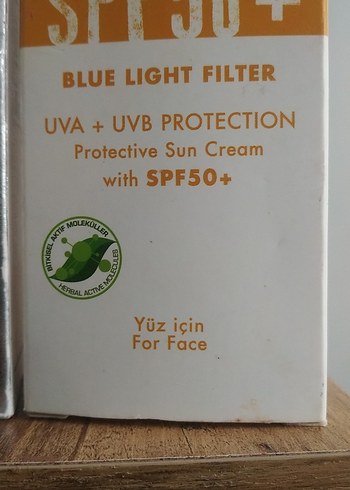 SPF50+
BLUE LIGHT FILTER
UVA + UVB PROTECTION
Protective Sun Cream
with SPF50+
BİTKİSEL AKTİF MOLEKÜLLER
HERBAL ACTIVE MOLECULES
Yüz için
For Face